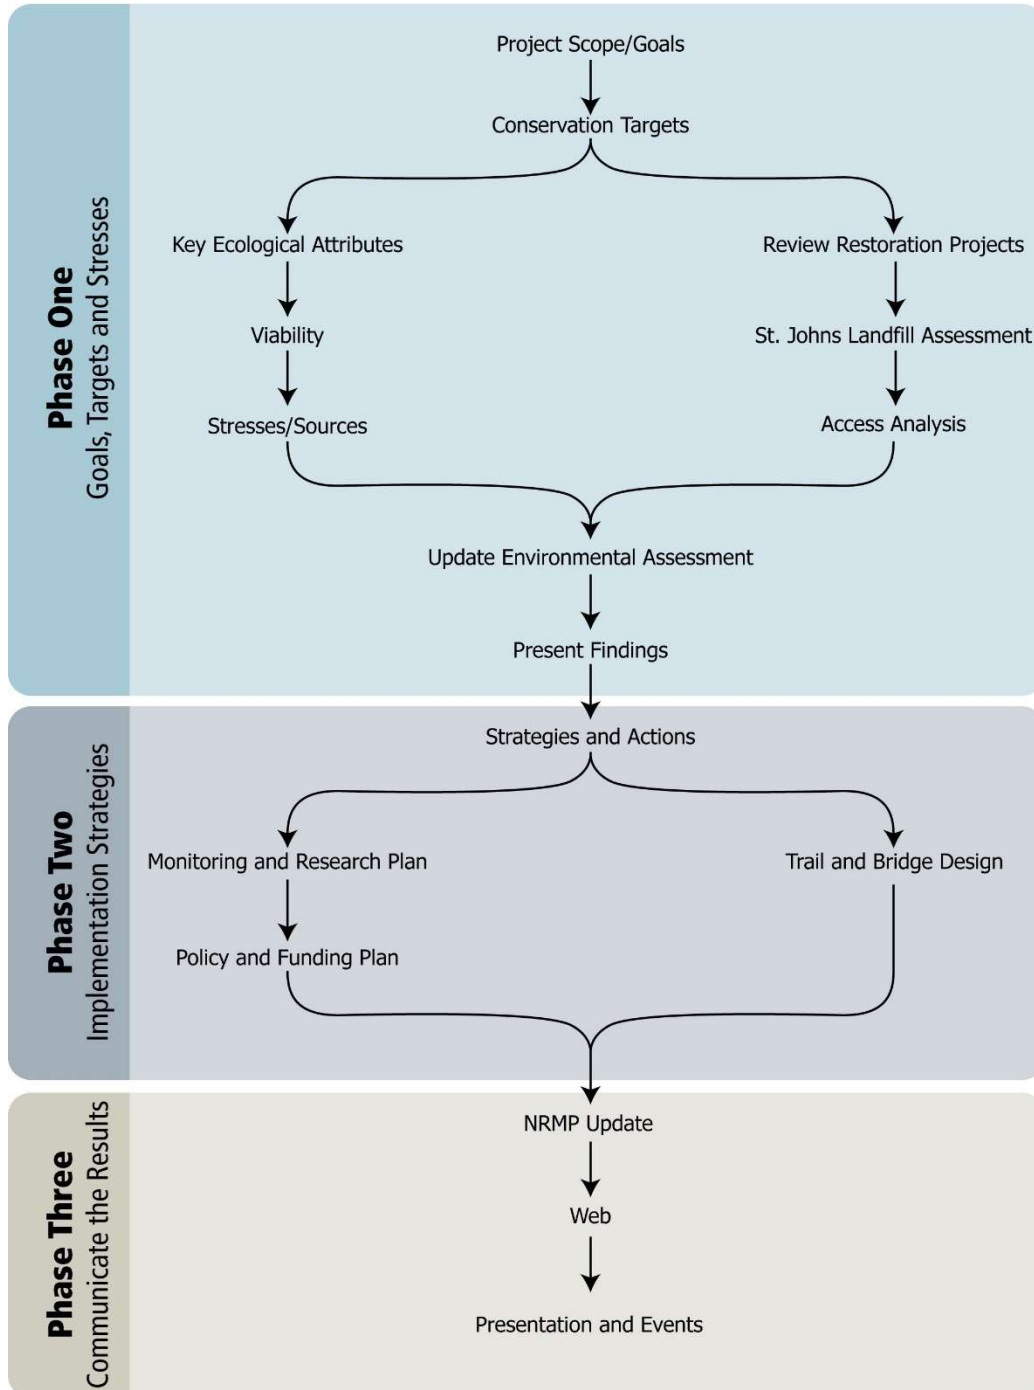 Phase One
Goals, Targets and Stresses
Project Scope/Goals
Conservation Targets
Key Ecological Attributes
Review Restoration Projects
Viability
St. Johns Landfill Assessment
Stresses/Sources
Access Analysis
Update Environmental Assessment
Present Findings
Phase Two
Implementation Strategies
Strategies and Actions
Monitoring and Research Plan
Trail and Bridge Design
Policy and Funding Plan
Phase Three
Communicate the Results
NRMP Update
Web
Presentation and Events